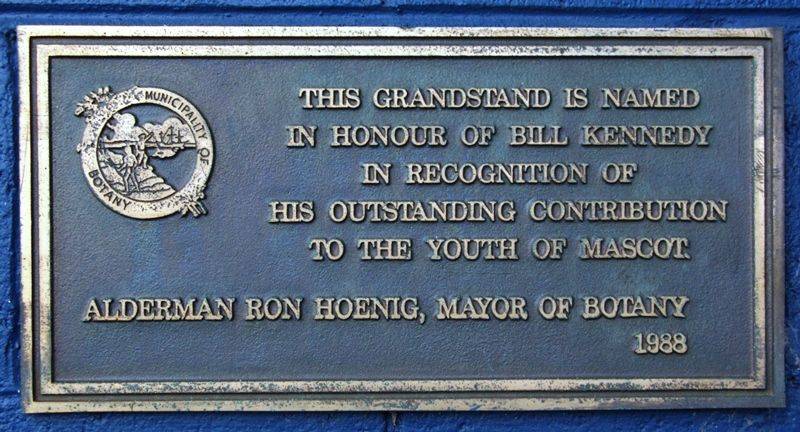 MUNICIPALITY OF
BOTANY
THIS GRANDSTAND IS NAMED
IN HONOUR OF BILL KENNEDY
IN RECOGNITION OF
HIS OUTSTANDING CONTRIBUTION
TO THE YOUTH OF MASCOT
ALDERMAN RON HOENIG, MAYOR OF BOTANY
1988